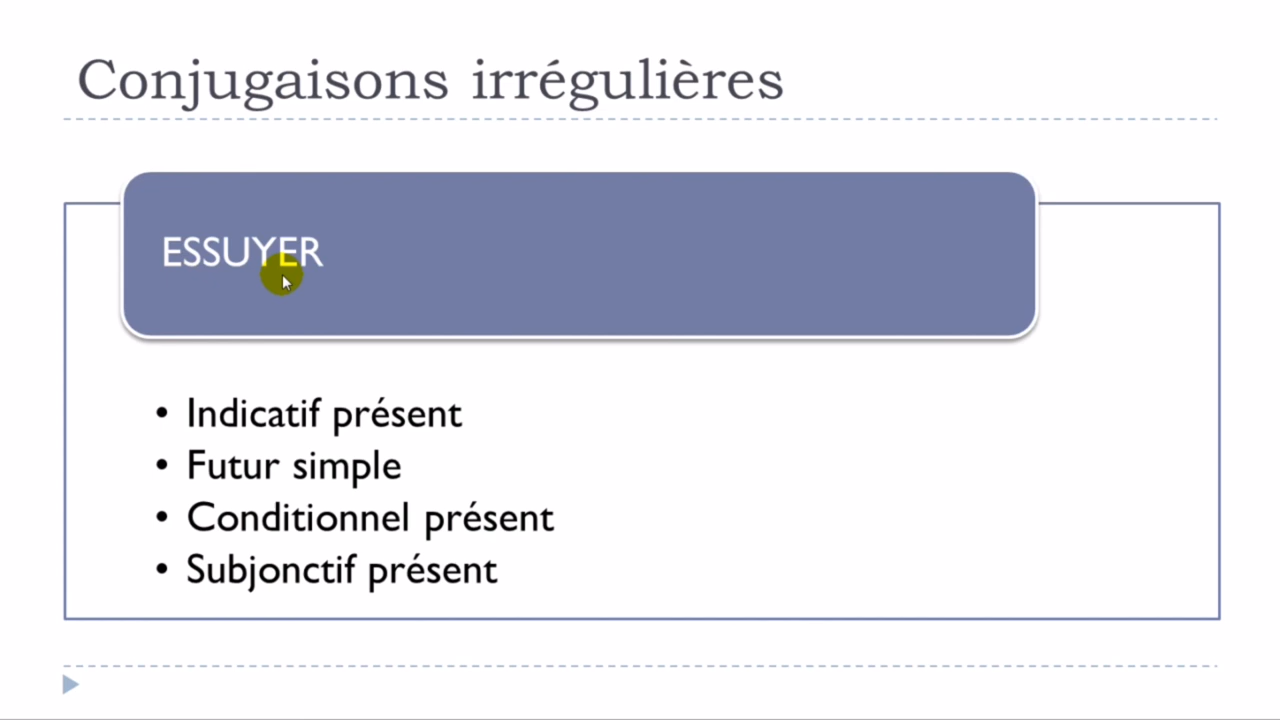 Conjugaisons irrégulières
ESSUYER
• Indicatif présent
• Futur simple
• Conditionnel présent
• Subjonctif présent